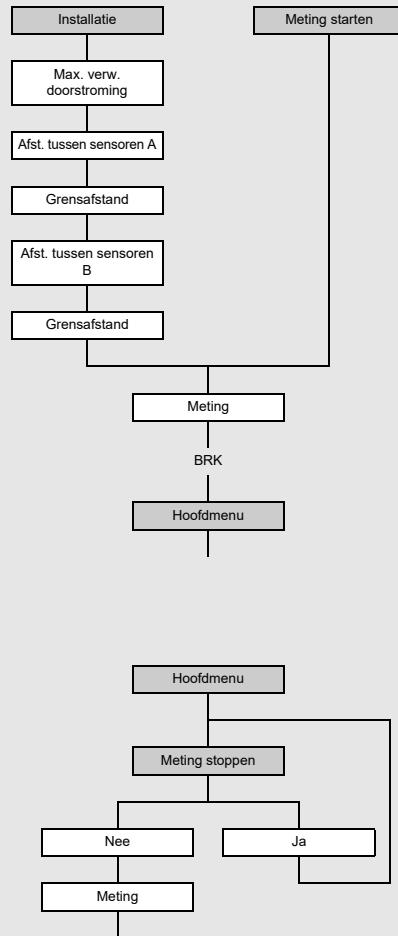 Installatie
Meting starten
Max. verw.
doorstroming
Afst. tussen sensoren A
Grensafstand
Afst. tussen sensoren
B
Grensafstand
Meting
BRK
Hoofdmenu
Hoofdmenu
Meting stoppen
Nee
Ja
Meting